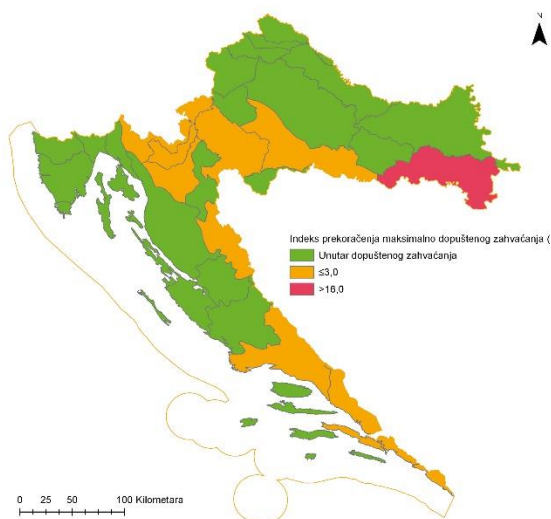 N
Indeks prekoračenja maksimalno dopuštenog zahvaćanja (
Unutar dopuštenog zahvaćanja
≤3,0
>16,0
0 25 50 100 Kilometara